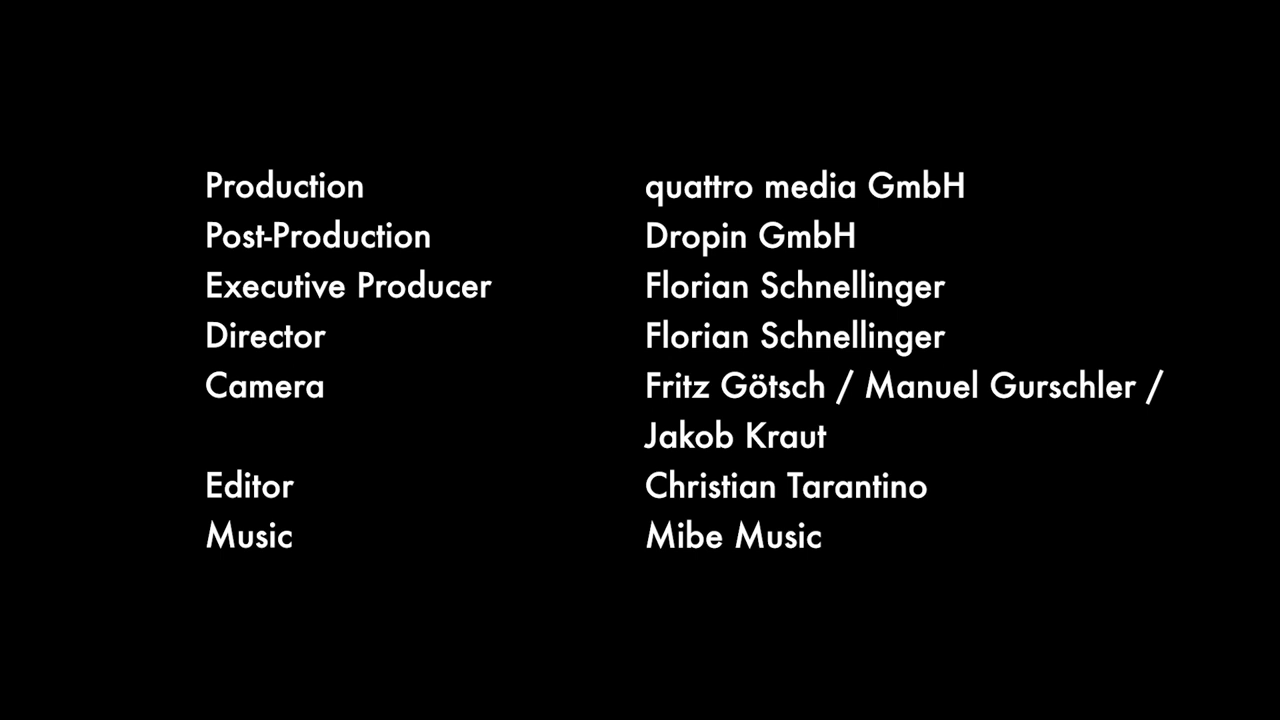 Production quattro media GmbH
Post-Production Dropin GmbH
Executive Producer Florian Schnellinger
Director Florian Schnellinger
Camera Fritz Götsch / Manuel Gurschler /
Jakob Kraut
Editor Christian Tarantino
Music Mibe Music